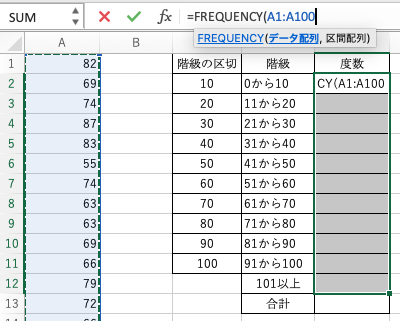 SUM =FREQUENCY(A1:A100
FREQUENCY(データ配列, 区間配列)
A B
1 82 階級の区切 階級 度数
2 69 10 0から10 CY(A1:A100
3 74 20 11から20
4 87 30 21から30
5 83 40 31から40
6 55 50 41から50
7 74 60 51から60
8 63 70 61から70
9 63 80 71から80
10 69 90 81から90
11 66 100 91から100
12 79 101以上
13 72 合計